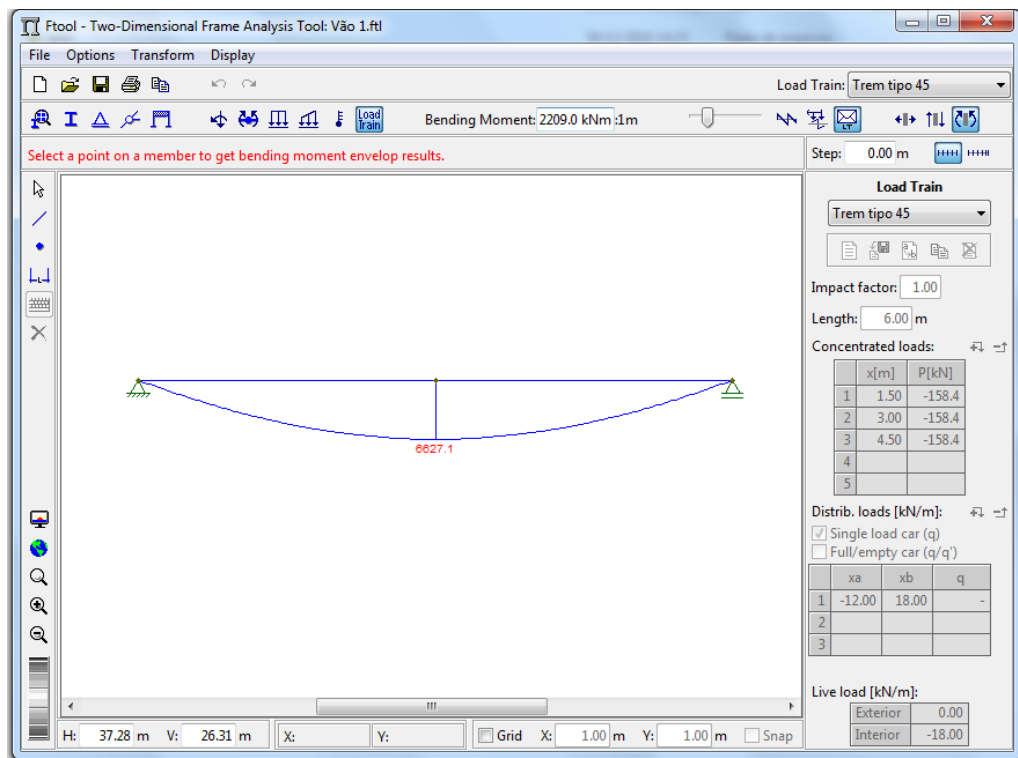 Ftool - Two-Dimensional Frame Analysis Tool: Vão 1.ftl
File Options Transform Display
Load Train: Trem tipo 45
Load Train
Bending Moment: 2209.0 kNm :1m
LT
Select a point on a member to get bending moment envelop results.
Step: 0.00 m
Load Train
Trem tipo 45
Impact factor: 1.00
Length: 6.00 m
Concentrated loads:
x[m] P[kN]
1 1.50 -158.4
2 3.00 -158.4
3 4.50 -158.4
4
5
6627.1
Distrib. loads [kN/m]:
Single load car (q)
Full/empty car (q/q')
xa xb q
1 -12.00 18.00 -
2
3
Live load [kN/m]:
Exterior 0.00
Interior -18.00
H: 37.28 m V: 26.31 m X: Y: Grid X: 1.00 m Y: 1.00 m Snap